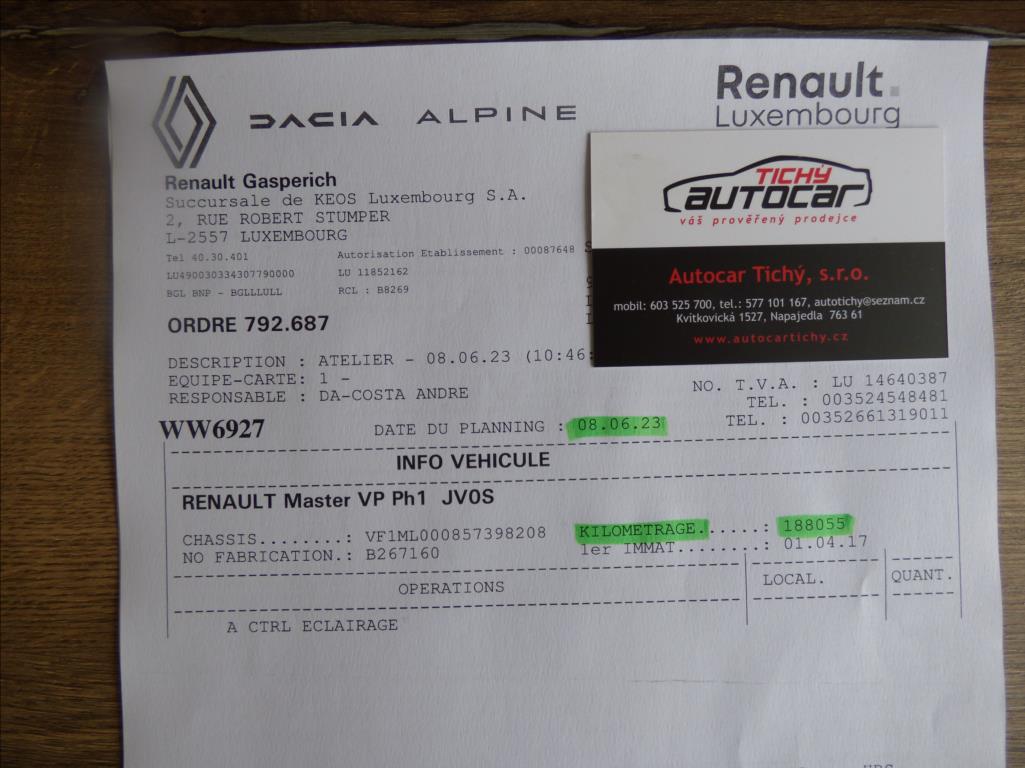 DACIA ALPINE
Renault.
Luxembourg
Renault Gasperich
Succursale de KEOS Luxembourg S.A.
2, RUE ROBERT STUMPER
L-2557 LUXEMBOURG
Tel 40.30.401
Autorisation Etablissement : 00087648
LU490030334307790000
LU 11852162
BGL BNP - BGLLLULL
RCL : B8269
ORDRE 792.687
TICHÝ
AUTOCAR
váš prověřený prodejce
Autocar Tichý, s.r.o.
mobil: 603 525 700, tel.: 577 101 167, autotichy@seznam.cz
Kvítkovická 1527, Napajedla 763 61
www.autocartichy.cz
DESCRIPTION : ATELIER - 08.06.23 (10:46:
EQUIPE-CARTE: 1 -
RESPONSABLE : DA-COSTA ANDRE
NO. T.V.A. : LU 14640387
TEL. : 003524548481
TEL. : 00352661319011
WW6927
DATE DU PLANNING : 08.06.23
INFO VEHICULE
RENAULT Master VP Ph1 JV0S
CHASSIS........: VF1ML000857398208
KILOMETRAGE......: 188055
NO FABRICATION.: B267160
1er IMMAT........: 01.04.17
OPERATIONS
LOCAL.
QUANT.
A CTRL ECLAIRAGE